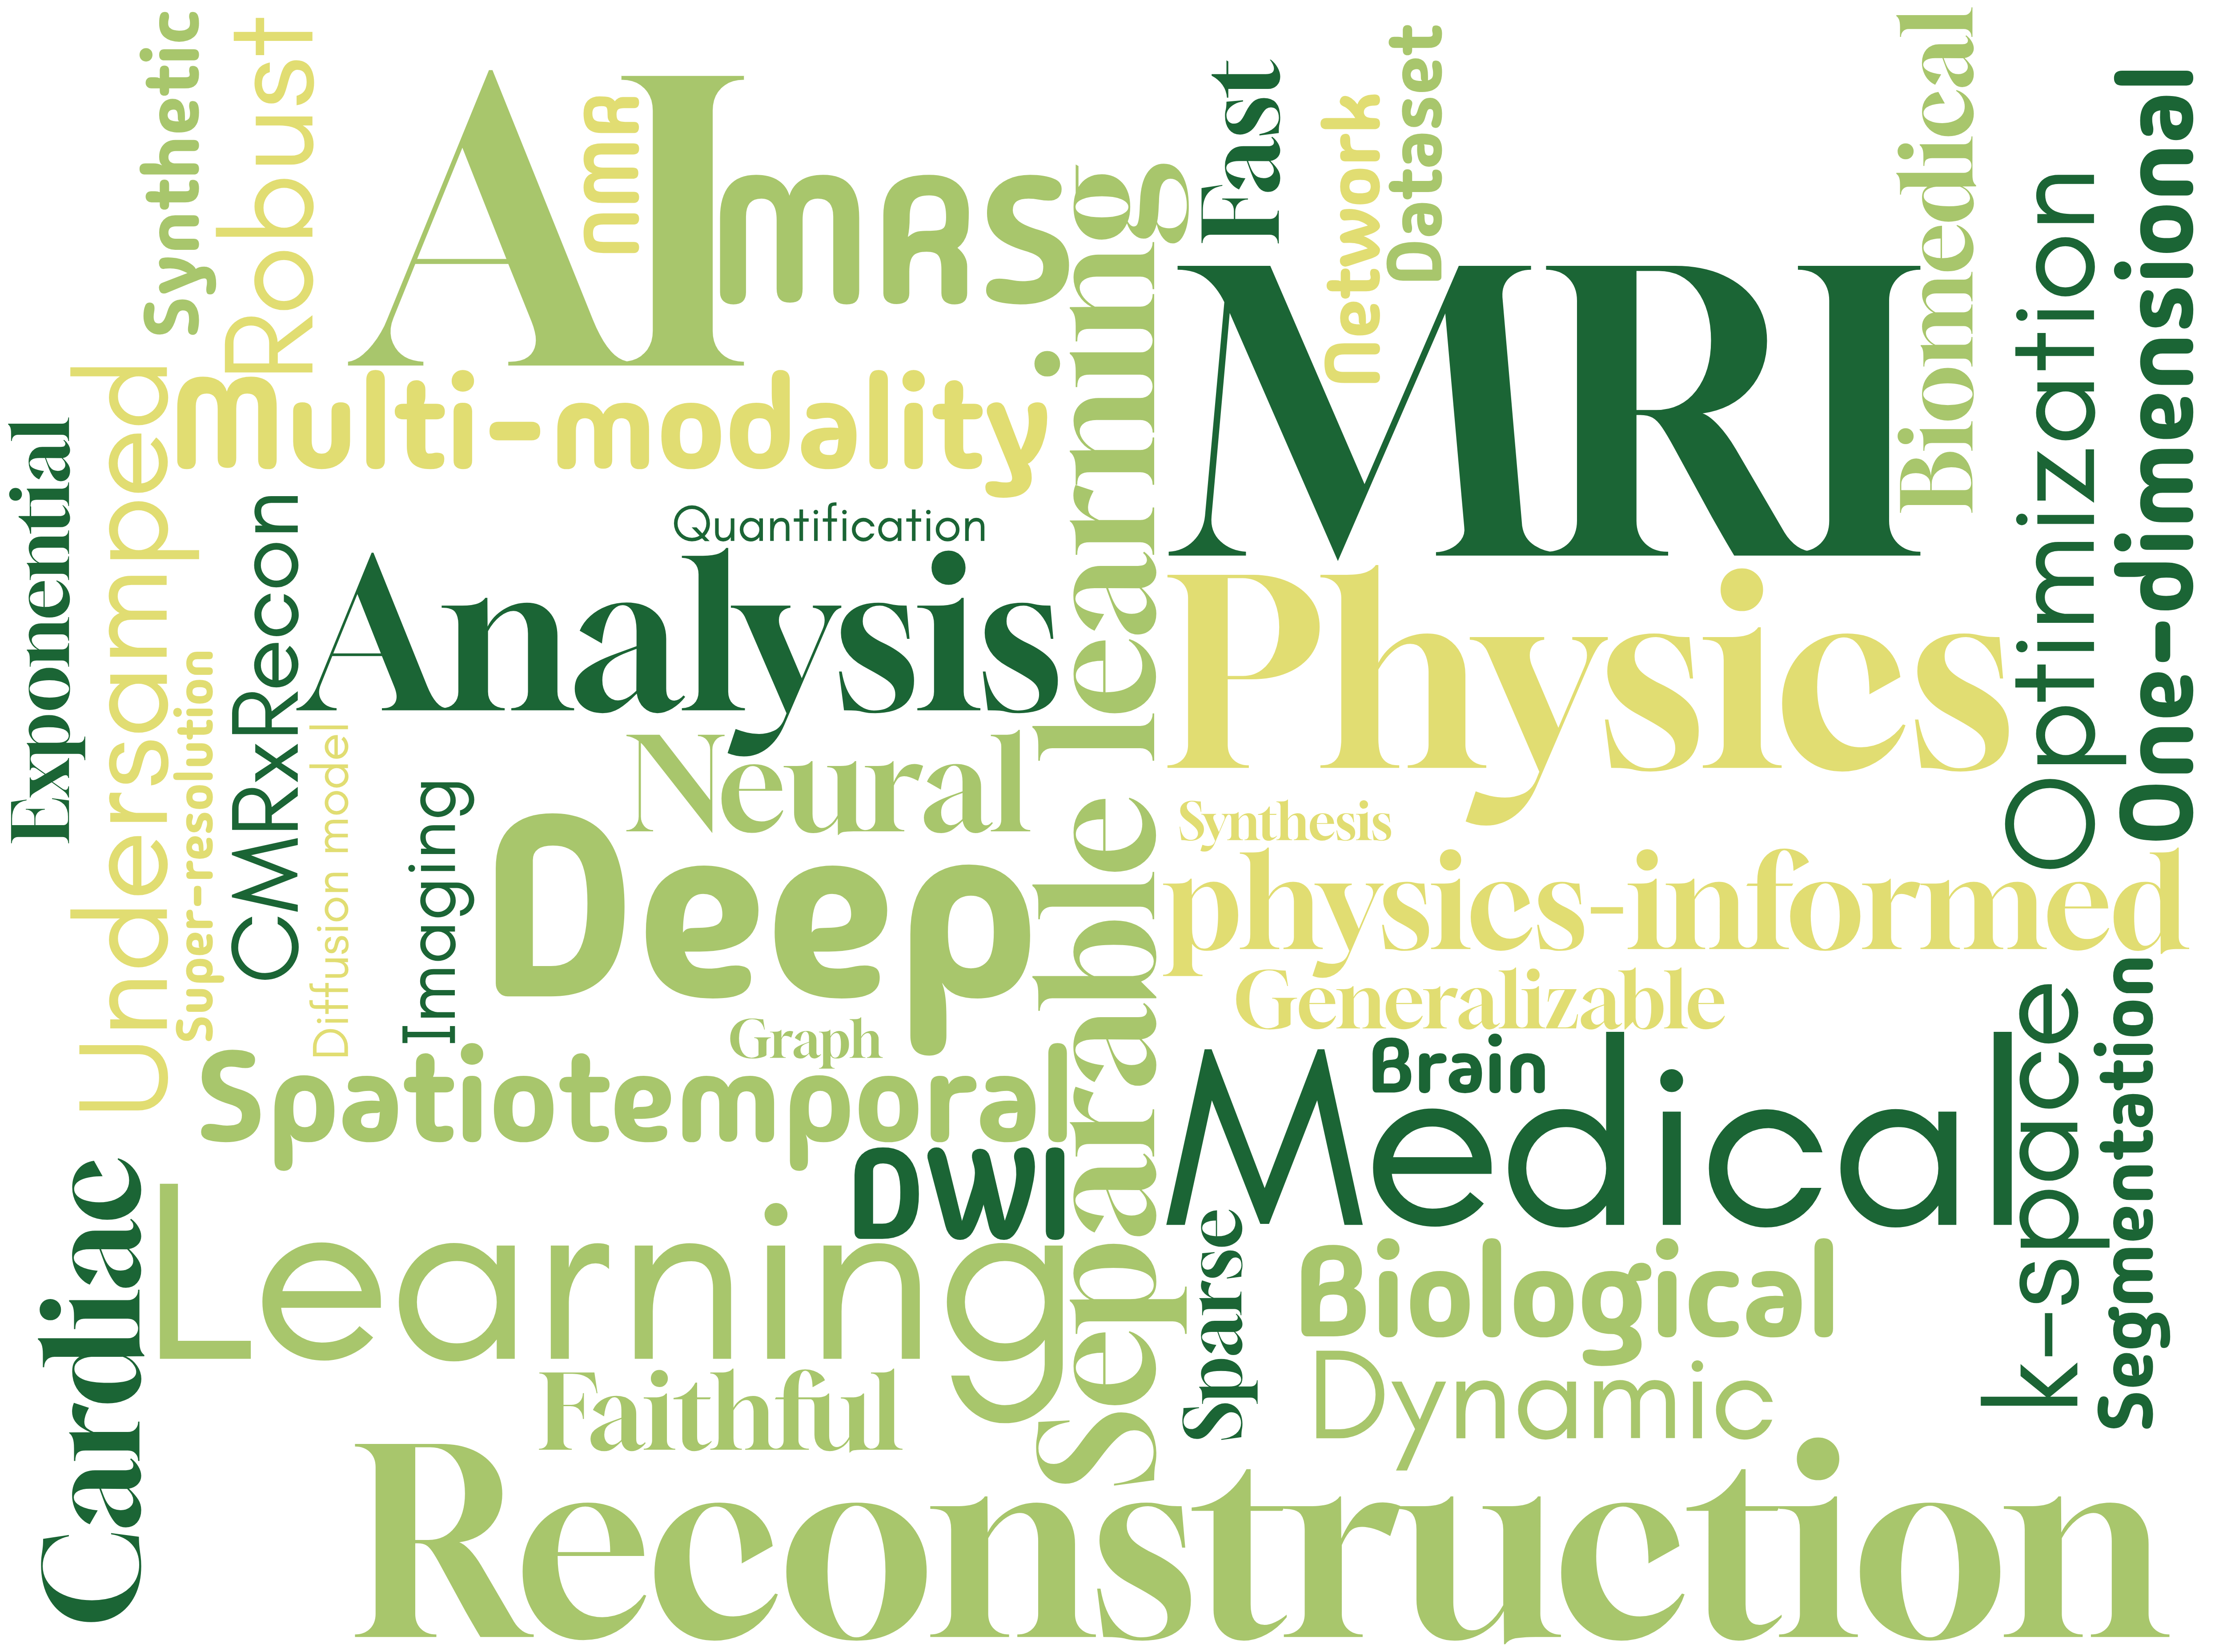 Synthetic
Robust
AI
NMR
MRS
Fast
network
Dataset
Biomedical
One-dimensional
Optimization
MRI
Multi-modality
Exponential
Undersampled
CMRxRecon
Quantification
Analysis
Separable learning
Physics
Super-resolution
Diffusion model
Imaging
Neural
Deep
Synthesis
physics-informed
Generalizable
Graph
Spatiotemporal
Brain
Medical
k-space
Segmentation
DWI
Cardiac
Learning
Sparse
Biological
Dynamic
Faithful
Reconstruction